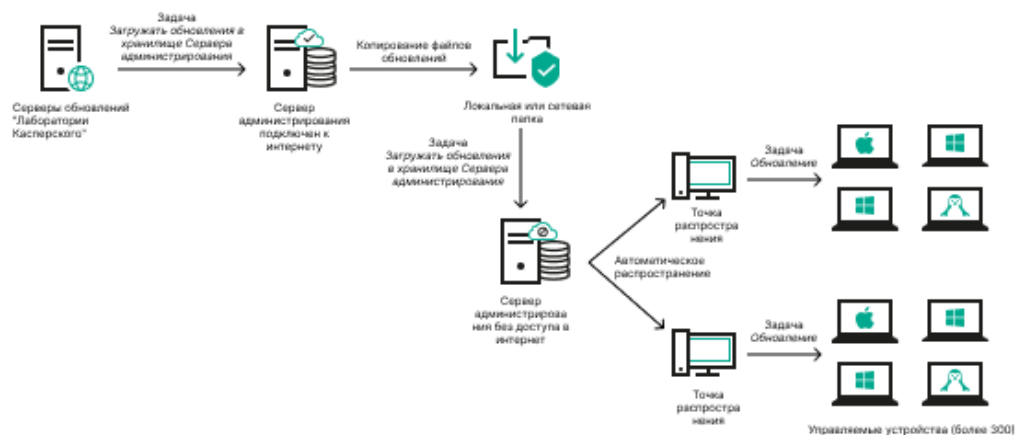 Задача
Загружать обновления в
хранилище Сервера
администрирования
Серверы обновлений
"Лаборатории
Касперского"
Сервер
администрирования
подключен к
интернету
Копирование файлов
обновлений
Локальная или сетевая
папка
Задача
Загружать обновления
в хранилище Сервера
администрирования
Сервер
администрирова
ния без доступа в
интернет
Автоматическое
распространение
Точка
распростра
нения
Задача
Обновление
Точка
распростра
нения
Задача
Обновление
Управляемые устройства (более 300)